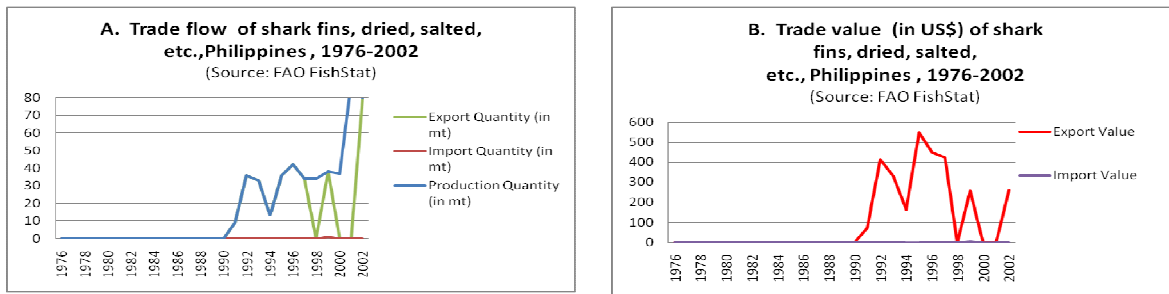 A. Trade flow of shark fins, dried, salted,
etc.,Philippines , 1976-2002
(Source: FAO FishStat)
80
70
60
50
40
30
20
10
0
1976
1978
1980
1982
1984
1986
1988
1990
1992
1994
1996
1998
2000
2002
Export Quantity (in
mt)
Import Quantity (in
mt)
Production Quantity
(in mt)
B. Trade value (in US$) of shark
fins, dried, salted,
etc., Philippines , 1976-2002
(Source: FAO FishStat)
600
500
400
300
200
100
0
1976
1978
1980
1982
1984
1986
1988
1990
1992
1994
1996
1998
2000
2002
Export Value
Import Value